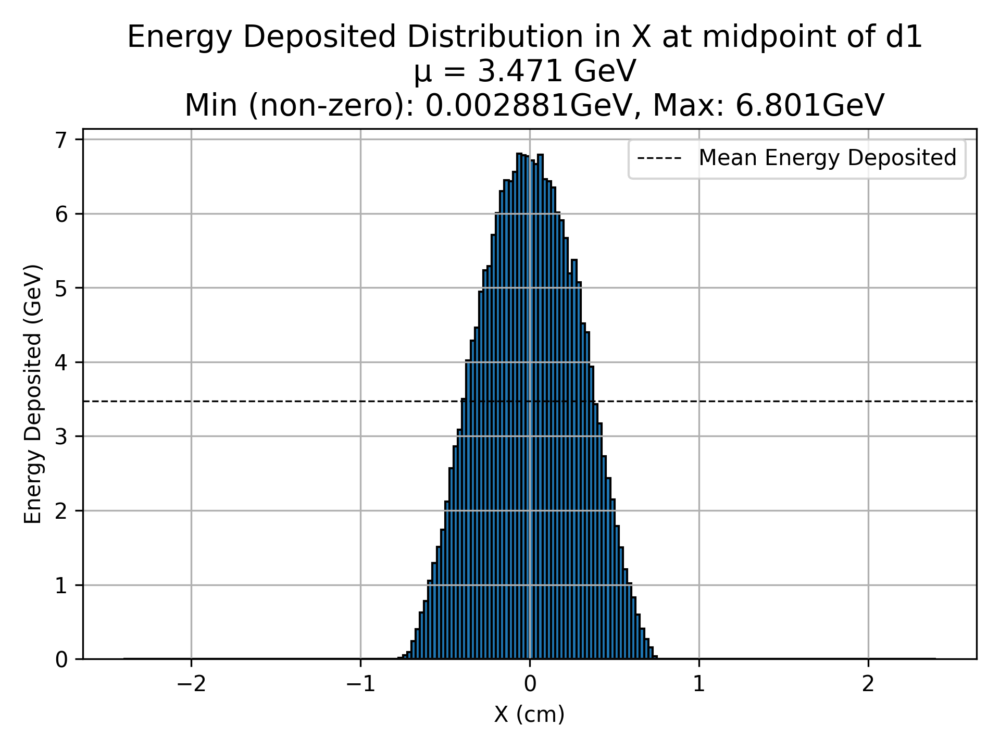 Energy Deposited Distribution in X at midpoint of d1
μ = 3.471 GeV
Min (non-zero): 0.002881GeV, Max: 6.801GeV
Mean Energy Deposited
Energy Deposited (GeV)
7
6
5
4
3
2
1
0
−2
−1
0
1
2
X (cm)